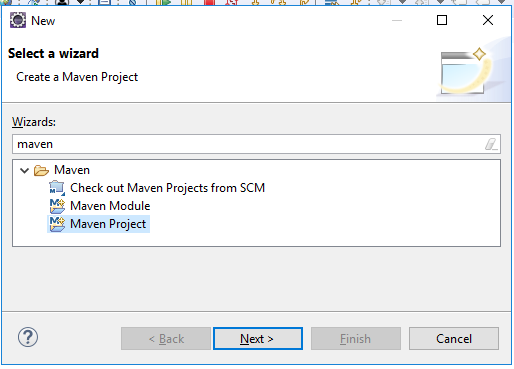 New
Select a wizard
Create a Maven Project
Wizards:
maven
Maven
Check out Maven Projects from SCM
Maven Module
Maven Project
< Back
Next >
Finish
Cancel